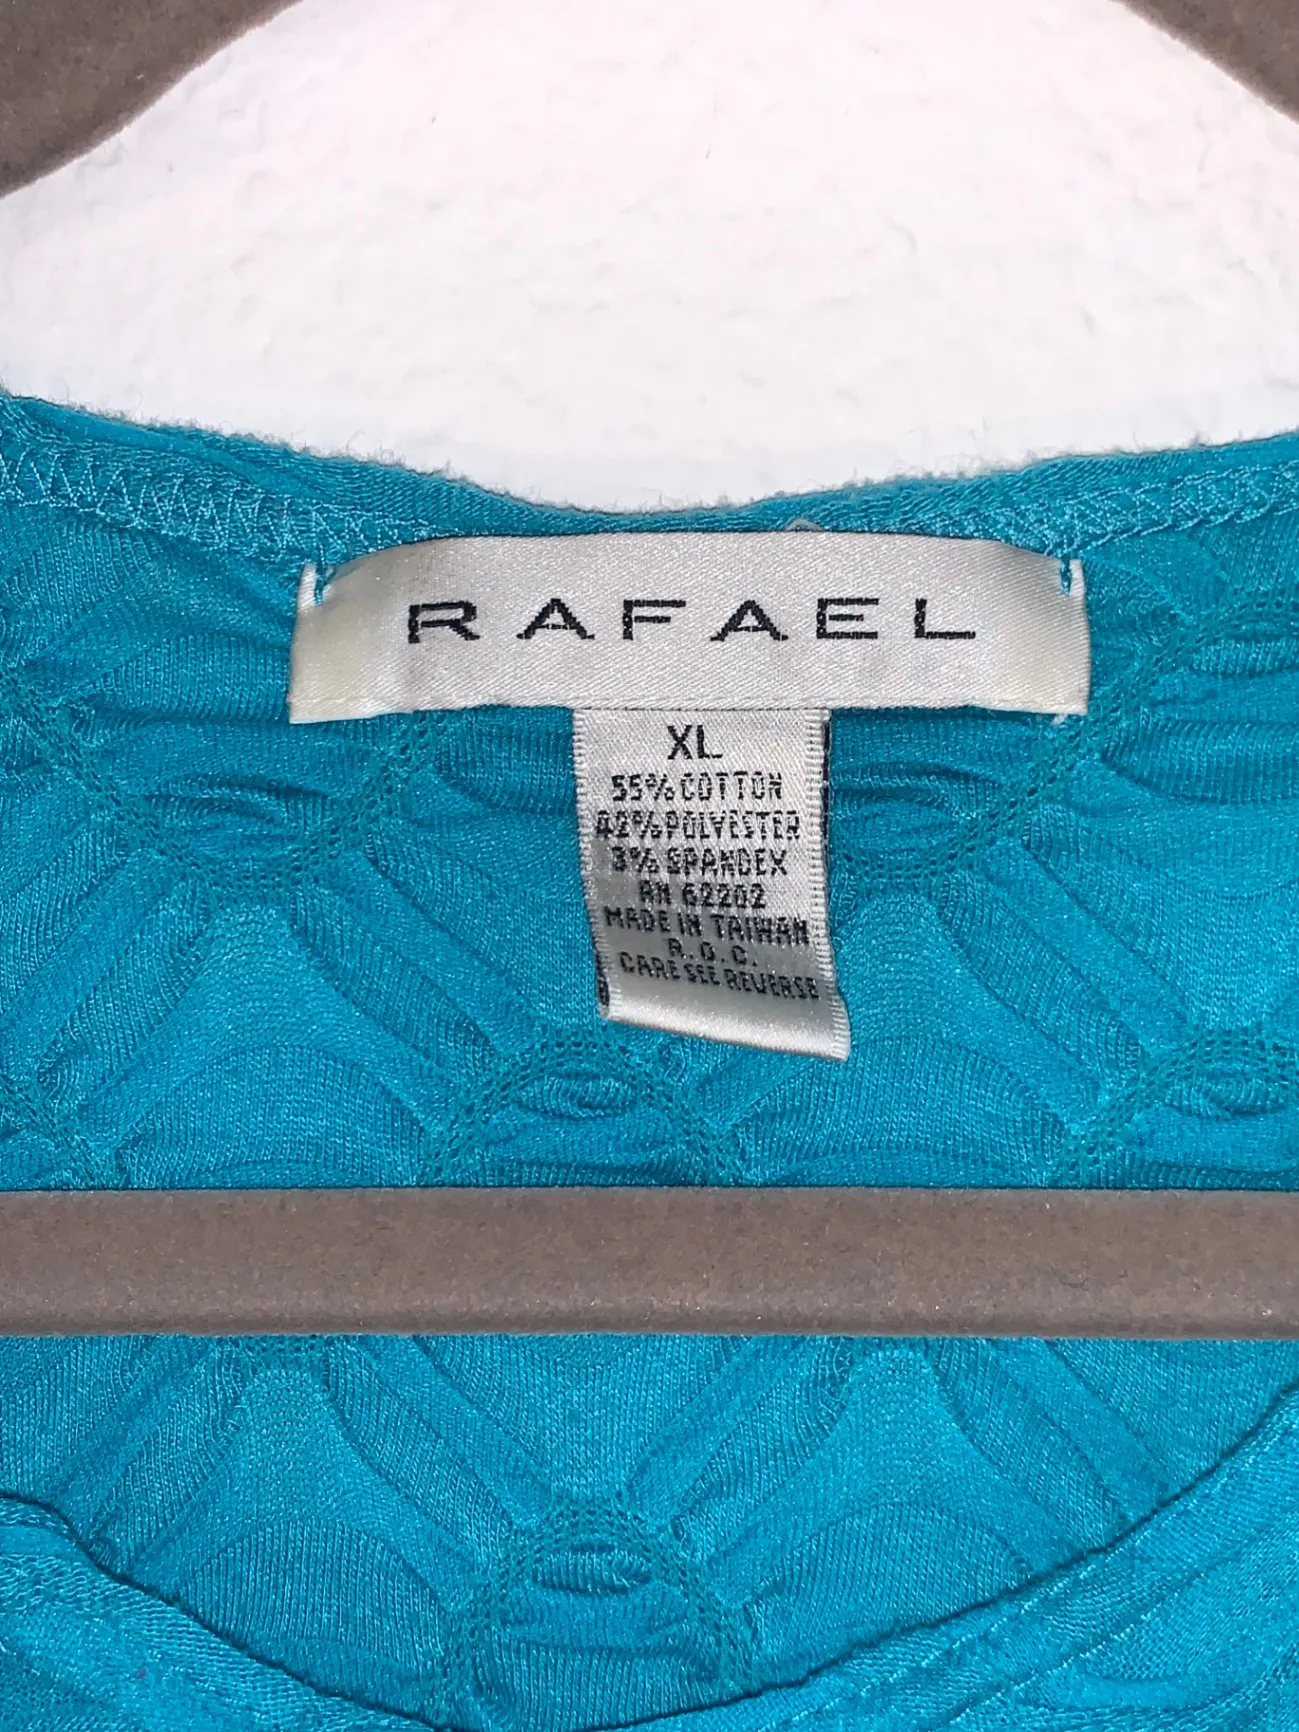 RAFAEL
XL
55% COTTON
42% POLYESTER
3% SPANDEX
RN 62202
MADE IN TAIWAN
R.O.C.
CARE SEE REVERSE